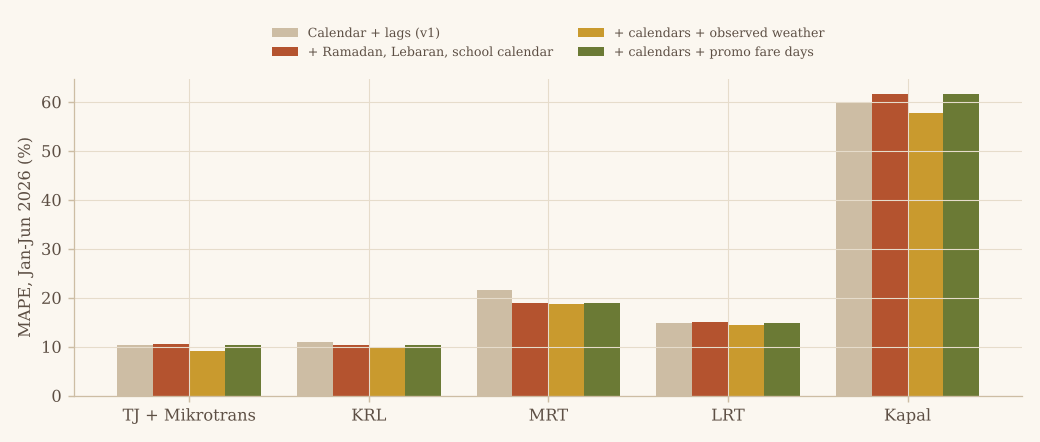 Calendar + lags (v1)
+ Ramadan, Lebaran, school calendar
+ calendars + observed weather
+ calendars + promo fare days
MAPE, Jan-Jun 2026 (%)
60
50
40
30
20
10
0
TJ + Mikrotrans
KRL
MRT
LRT
Kapal